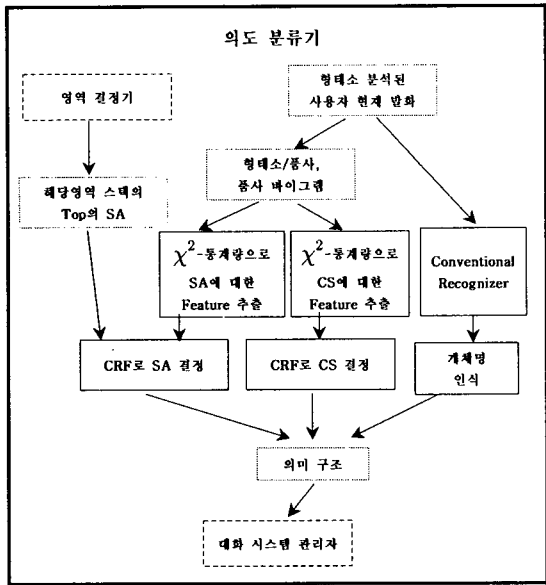 의도 분류기
영역 결정기
형태소 분석된
사용자 현재 발화
형태소/품사,
품사 바이그램
해당영역 스택의
Top의 SA
χ²-통계량으로
SA에 대한
Feature 추출
χ²-통계량으로
CS에 대한
Feature 추출
Conventional
Recognizer
CRF로 SA 결정
CRF로 CS 결정
개체명
인식
의미 구조
대화 시스템 관리자